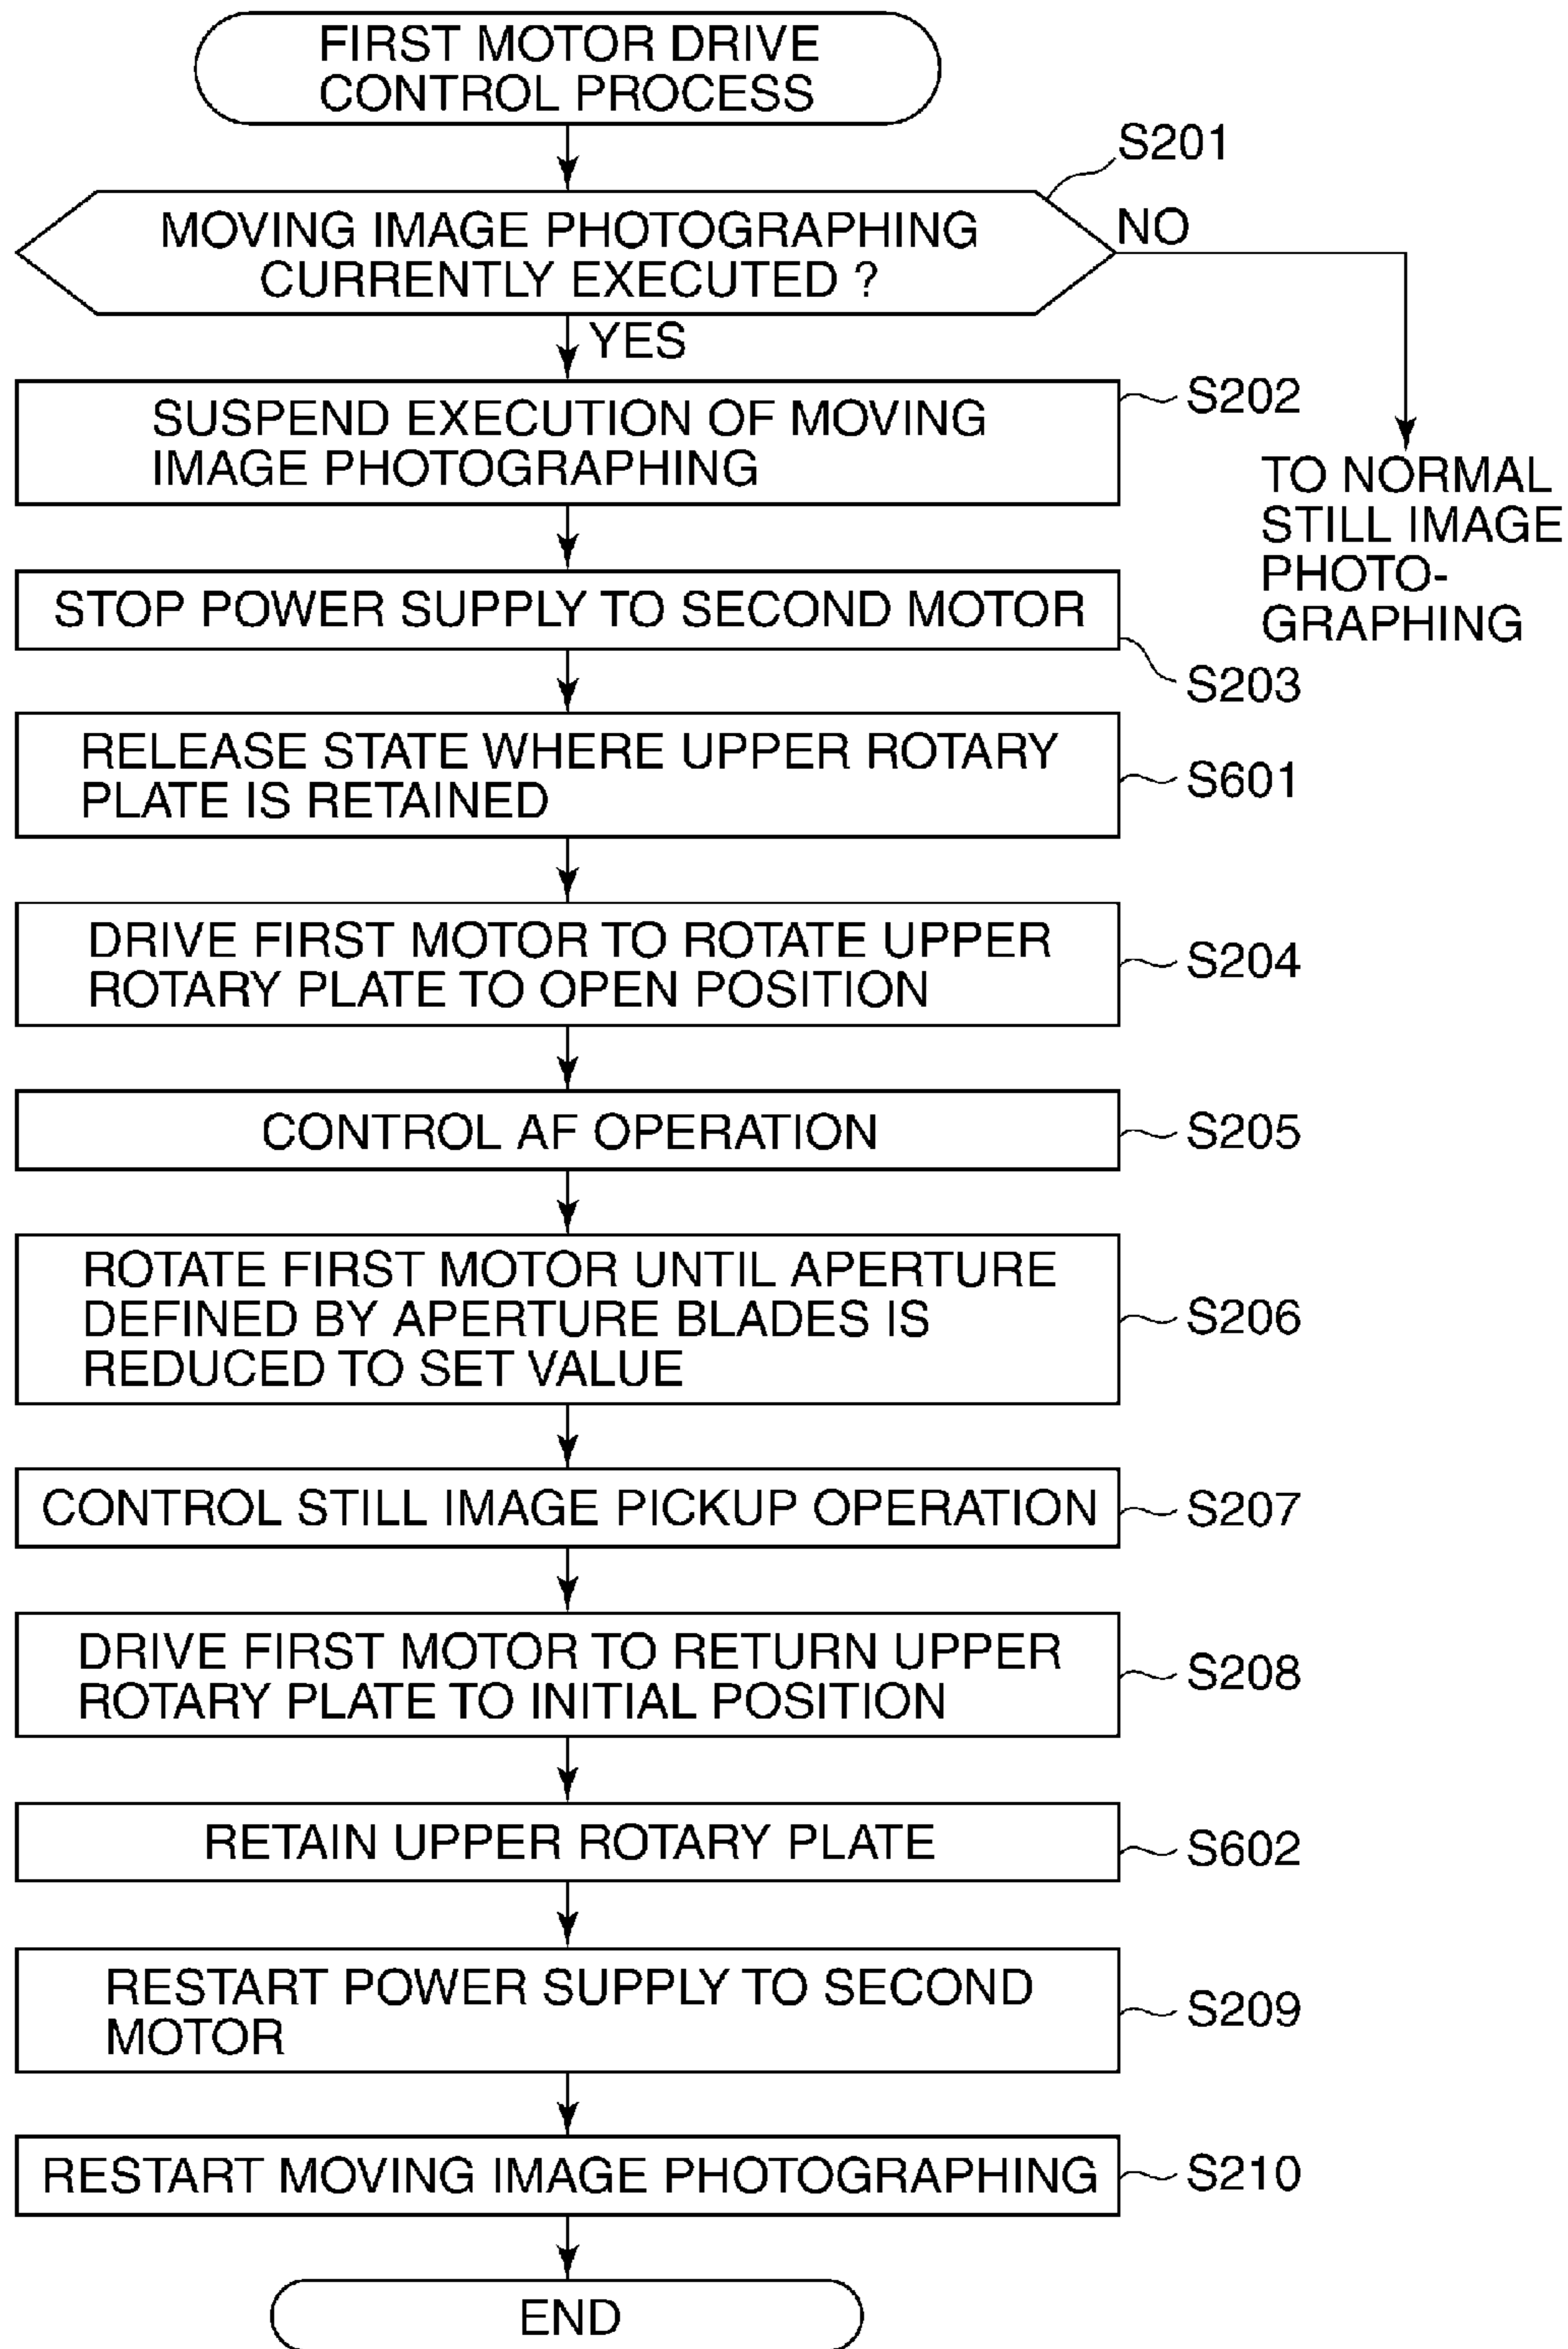 FIRST MOTOR DRIVE
CONTROL PROCESS
S201
MOVING IMAGE PHOTOGRAPHING
CURRENTLY EXECUTED ?
NO
YES
SUSPEND EXECUTION OF MOVING
IMAGE PHOTOGRAPHING
S202
TO NORMAL
STILL IMAGE
PHOTO-
GRAPHING
STOP POWER SUPPLY TO SECOND MOTOR
S203
RELEASE STATE WHERE UPPER ROTARY
PLATE IS RETAINED
S601
DRIVE FIRST MOTOR TO ROTATE UPPER
ROTARY PLATE TO OPEN POSITION
S204
CONTROL AF OPERATION
S205
ROTATE FIRST MOTOR UNTIL APERTURE
DEFINED BY APERTURE BLADES IS
REDUCED TO SET VALUE
S206
CONTROL STILL IMAGE PICKUP OPERATION
S207
DRIVE FIRST MOTOR TO RETURN UPPER
ROTARY PLATE TO INITIAL POSITION
S208
RETAIN UPPER ROTARY PLATE
S602
RESTART POWER SUPPLY TO SECOND
MOTOR
S209
RESTART MOVING IMAGE PHOTOGRAPHING
S210
END